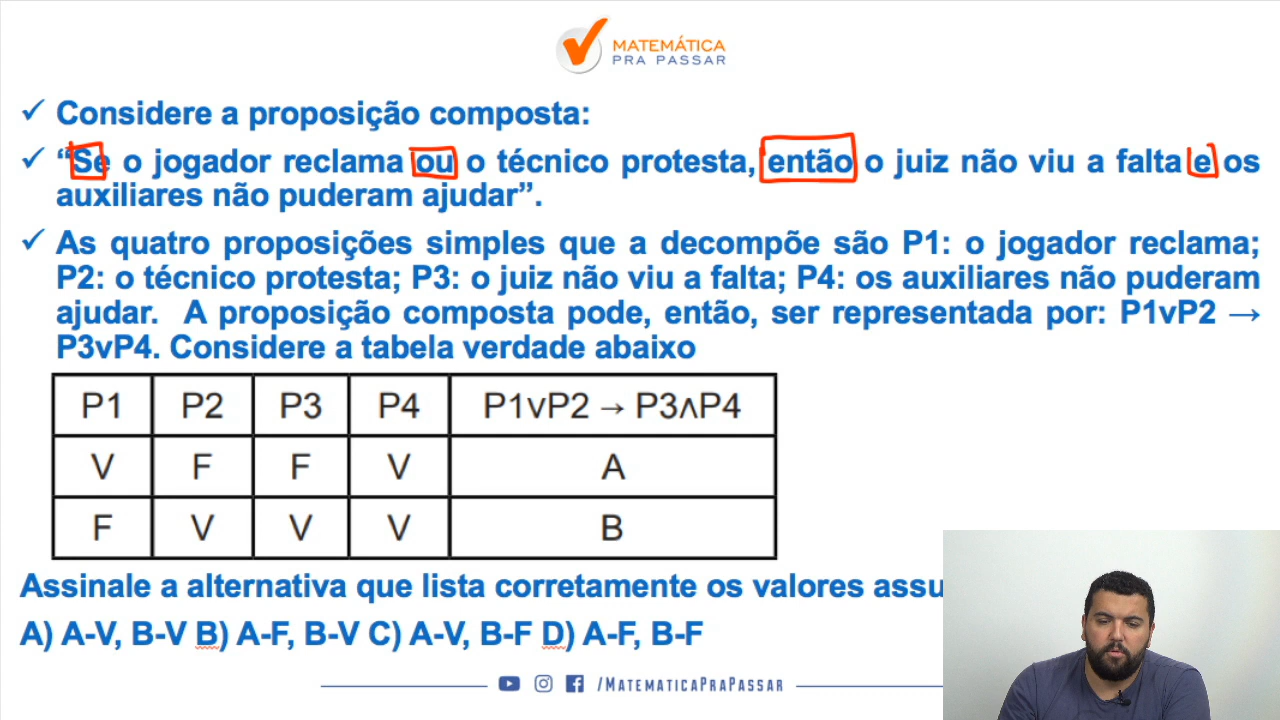 MATEMÁTICA
PRA PASSAR
✓ Considere a proposição composta:
✓ “Se o jogador reclama ou o técnico protesta, então o juiz não viu a falta e os
auxiliares não puderam ajudar”.
✓ As quatro proposições simples que a decompõe são P1: o jogador reclama;
P2: o técnico protesta; P3: o juiz não viu a falta; P4: os auxiliares não puderam
ajudar. A proposição composta pode, então, ser representada por: P1vP2 →
P3vP4. Considere a tabela verdade abaixo
P1 P2 P3 P4 P1vP2 → P3∧P4
V F F V A
F V V V B
Assinale a alternativa que lista corretamente os valores assu
A) A-V, B-V B) A-F, B-V C) A-V, B-F D) A-F, B-F
/MATEMATICAPRAPASSAR